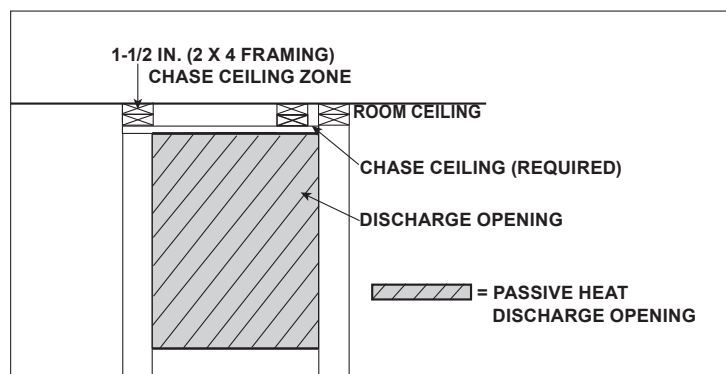 1-1/2 IN. (2 X 4 FRAMING)
CHASE CEILING ZONE
ROOM CEILING
CHASE CEILING (REQUIRED)
DISCHARGE OPENING
= PASSIVE HEAT
DISCHARGE OPENING